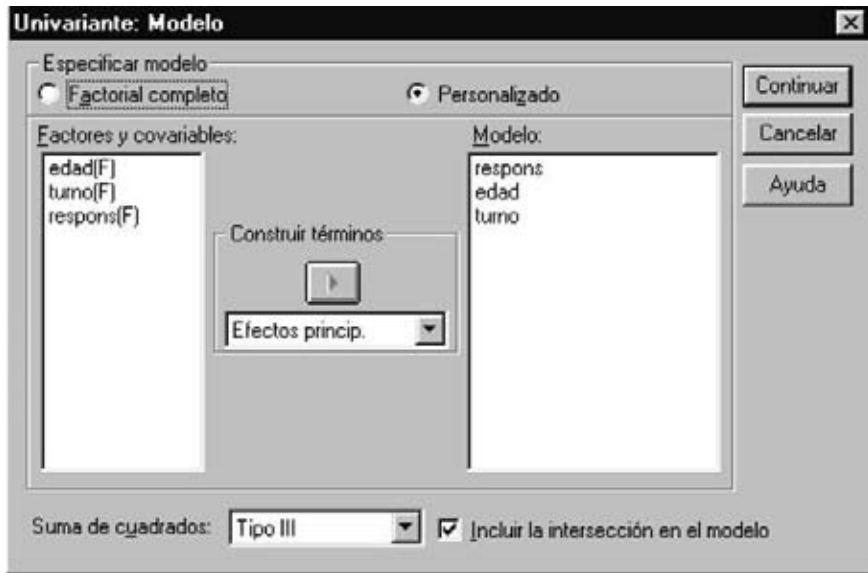 Univariante: Modelo
Especificar modelo
Factorial completo
Personalizado
Continuar
Cancelar
Ayuda
Factores y covariables:
edad(F)
turno(F)
respons(F)
Construir términos
Efectos princip.
Modelo:
respons
edad
turno
Suma de cuadrados:
Tipo III
Incluir la intersección en el modelo